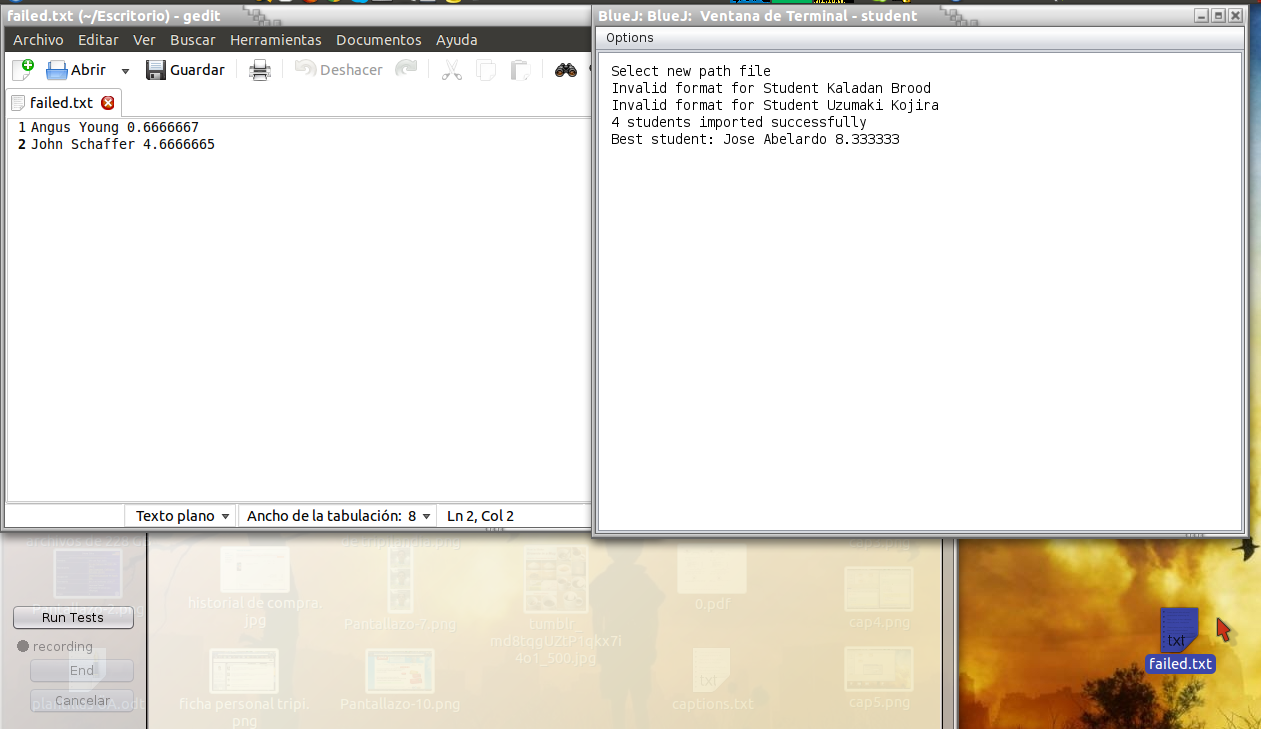 failed.txt (~/Escritorio) - gedit
Archivo Editar Ver Buscar Herramientas Documentos Ayuda
Abrir Guardar Deshacer
failed.txt
1 Angus Young 0.6666667
2 John Schaffer 4.6666665
Texto plano Ancho de la tabulación: 8 Ln 2, Col 2
BlueJ: BlueJ: Ventana de Terminal - student
Options
Select new path file
Invalid format for Student Kaladan Brood
Invalid format for Student Uzumaki Kojira
4 students imported successfully
Best student: Jose Abelardo 8.333333
Run Tests
recording
End
Cancelar
historial de compra.
jpg
Pantallazo-7.png
tumblr_
md8tqgUZtP1qkx7i
4o1_500.jpg
0.pdf
cap4.png
ficha personal tripi.
png
Pantallazo-10.png
txt
captions.txt
cap5.png
txt
failed.txt